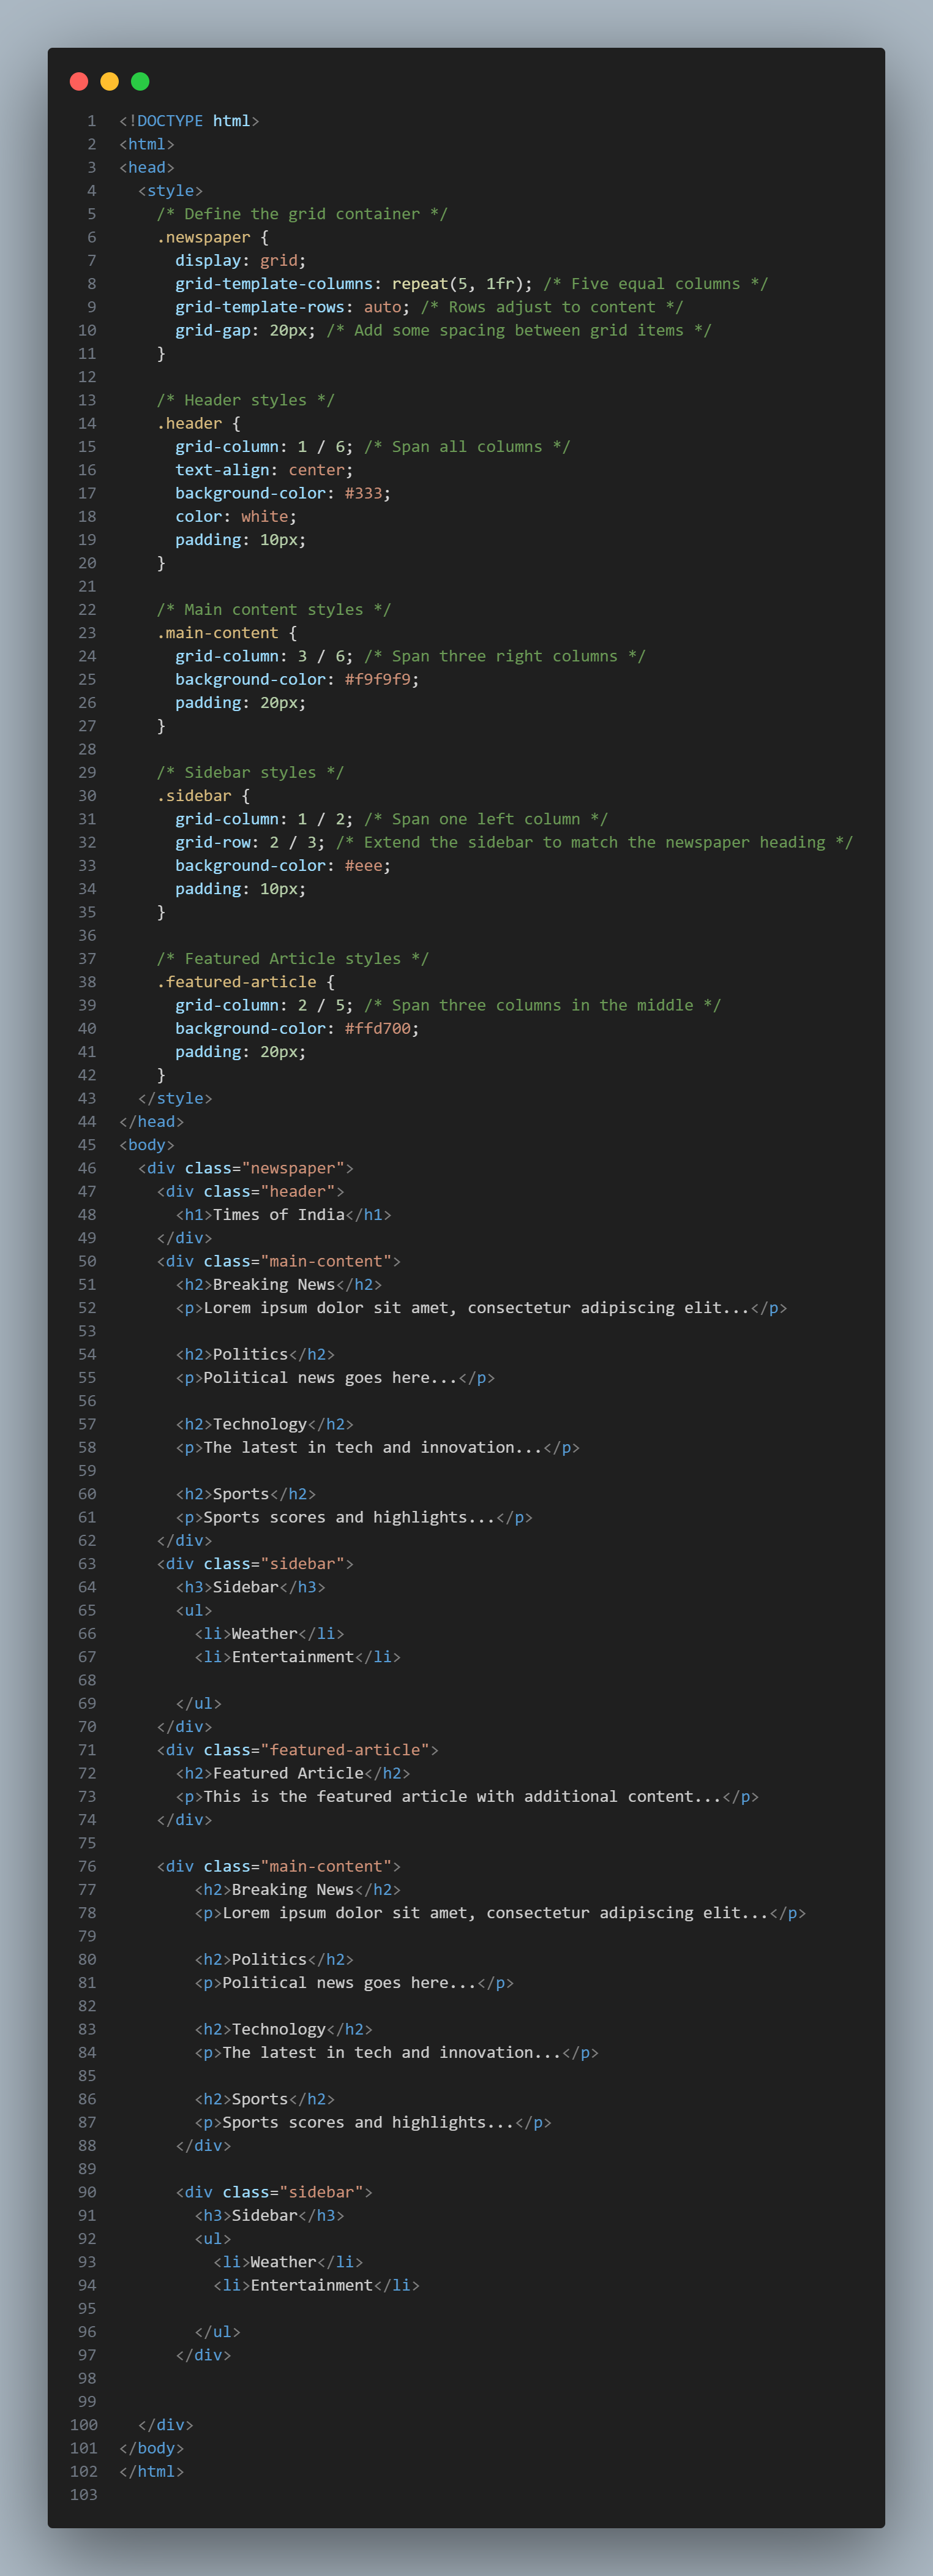 1 <!DOCTYPE html>
2 <html>
3 <head>
4   <style>
5     /* Define the grid container */
6     .newspaper {
7       display: grid;
8       grid-template-columns: repeat(5, 1fr); /* Five equal columns */
9       grid-template-rows: auto; /* Rows adjust to content */
10       grid-gap: 20px; /* Add some spacing between grid items */
11     }
12
13     /* Header styles */
14     .header {
15       grid-column: 1 / 6; /* Span all columns */
16       text-align: center;
17       background-color: #333;
18       color: white;
19       padding: 10px;
20     }
21
22     /* Main content styles */
23     .main-content {
24       grid-column: 3 / 6; /* Span three right columns */
25       background-color: #f9f9f9;
26       padding: 20px;
27     }
28
29     /* Sidebar styles */
30     .sidebar {
31       grid-column: 1 / 2; /* Span one left column */
32       grid-row: 2 / 3; /* Extend the sidebar to match the newspaper heading */
33       background-color: #eee;
34       padding: 10px;
35     }
36
37     /* Featured Article styles */
38     .featured-article {
39       grid-column: 2 / 5; /* Span three columns in the middle */
40       background-color: #ffd700;
41       padding: 20px;
42     }
43   </style>
44 </head>
45 <body>
46   <div class="newspaper">
47     <div class="header">
48       <h1>Times of India</h1>
49     </div>
50     <div class="main-content">
51       <h2>Breaking News</h2>
52       <p>Lorem ipsum dolor sit amet, consectetur adipiscing elit...</p>
53
54       <h2>Politics</h2>
55       <p>Political news goes here...</p>
56
57       <h2>Technology</h2>
58       <p>The latest in tech and innovation...</p>
59
60       <h2>Sports</h2>
61       <p>Sports scores and highlights...</p>
62     </div>
63     <div class="sidebar">
64       <h3>Sidebar</h3>
65       <ul>
66         <li>Weather</li>
67         <li>Entertainment</li>
68
69       </ul>
70     </div>
71     <div class="featured-article">
72       <h2>Featured Article</h2>
73       <p>This is the featured article with additional content...</p>
74     </div>
75
76     <div class="main-content">
77         <h2>Breaking News</h2>
78         <p>Lorem ipsum dolor sit amet, consectetur adipiscing elit...</p>
79
80         <h2>Politics</h2>
81         <p>Political news goes here...</p>
82
83         <h2>Technology</h2>
84         <p>The latest in tech and innovation...</p>
85
86         <h2>Sports</h2>
87         <p>Sports scores and highlights...</p>
88       </div>
89
90       <div class="sidebar">
91         <h3>Sidebar</h3>
92         <ul>
93           <li>Weather</li>
94           <li>Entertainment</li>
95
96         </ul>
97       </div>
98
99
100   </div>
101 </body>
102 </html>
103